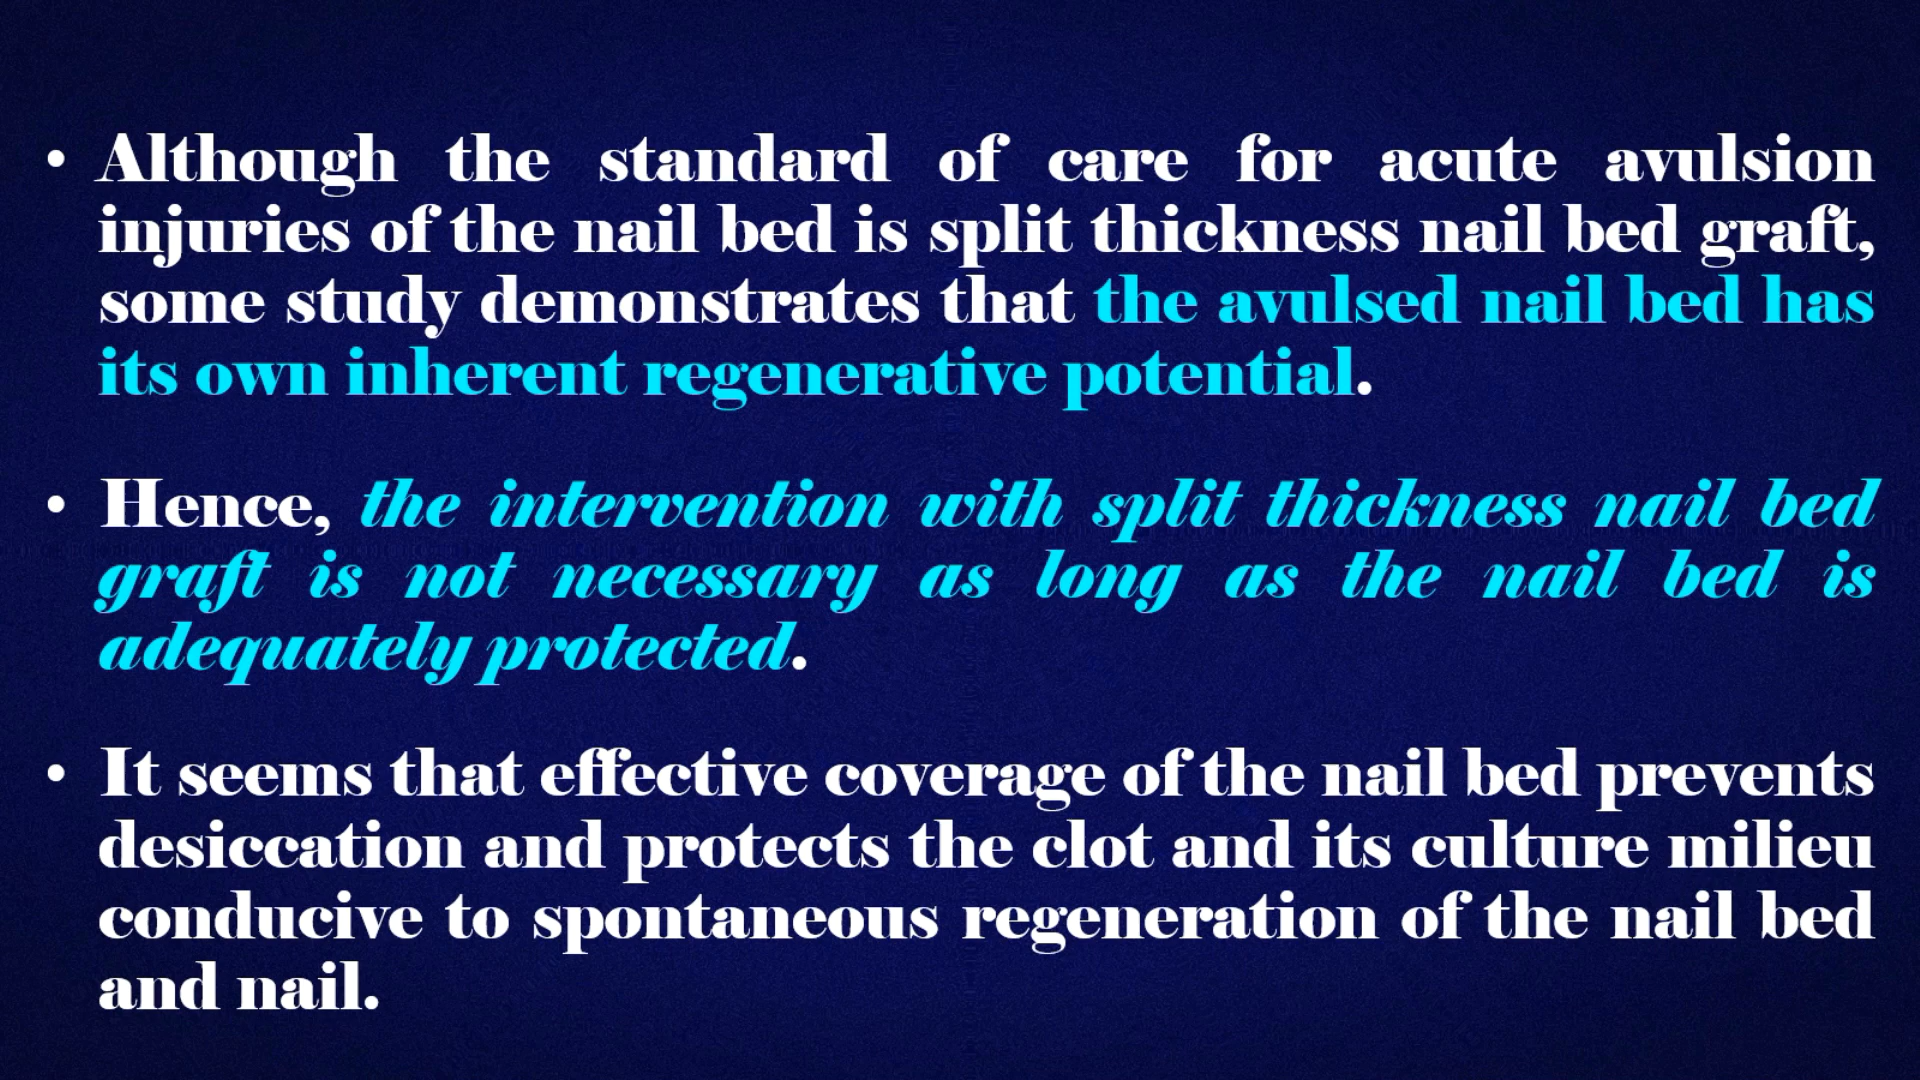 • Although the standard of care for acute avulsion
injuries of the nail bed is split thickness nail bed graft,
some study demonstrates that the avulsed nail bed has
its own inherent regenerative potential.
• Hence, the intervention with split thickness nail bed
graft is not necessary as long as the nail bed is
adequately protected.
• It seems that effective coverage of the nail bed prevents
desiccation and protects the clot and its culture milieu
conducive to spontaneous regeneration of the nail bed
and nail.